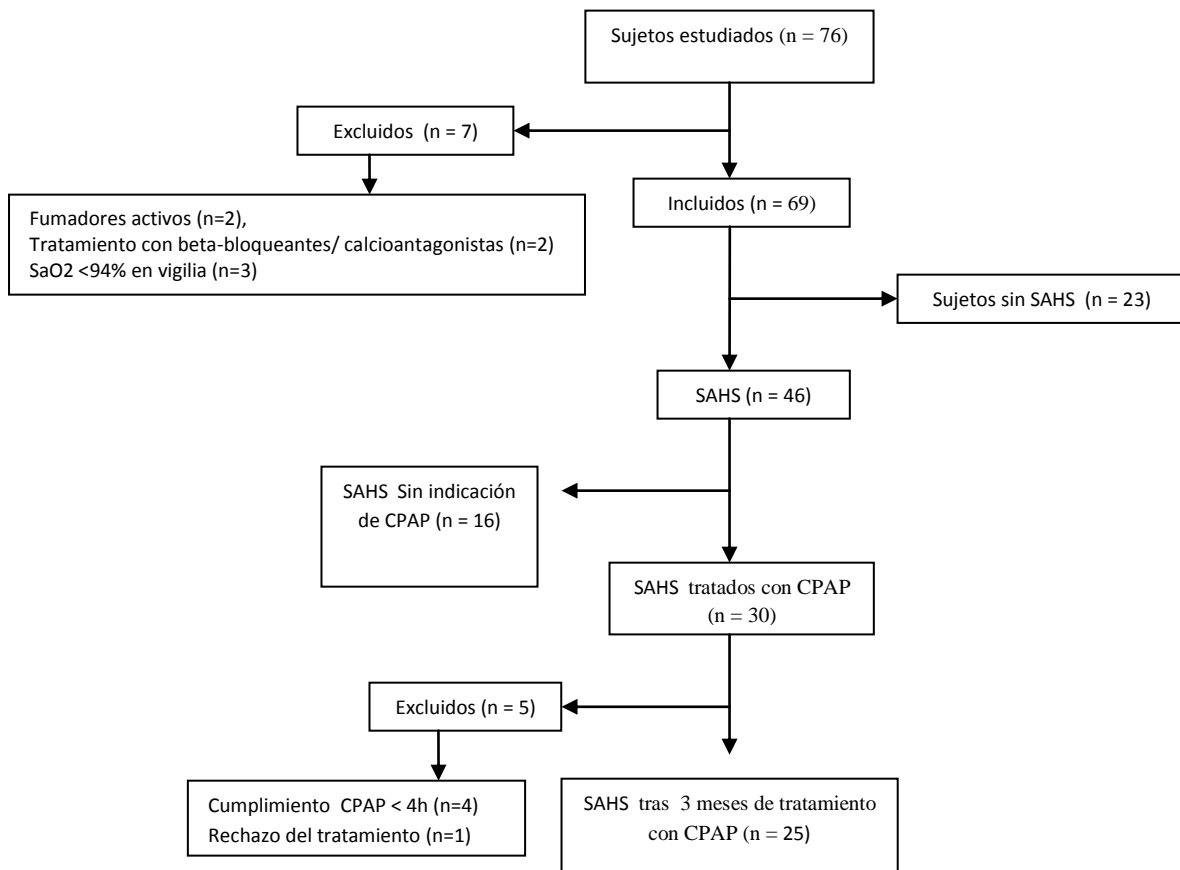 Sujetos estudiados (n = 76)
Excluidos (n = 7)
Fumadores activos (n=2),
Tratamiento con beta-bloqueantes/ calcioantagonistas (n=2)
SaO2 <94% en vigilia (n=3)
Incluidos (n = 69)
Sujetos sin SAHS (n = 23)
SAHS (n = 46)
SAHS Sin indicación
de CPAP (n = 16)
SAHS tratados con CPAP
(n = 30)
Excluidos (n = 5)
Cumplimiento CPAP < 4h (n=4)
Rechazo del tratamiento (n=1)
SAHS tras 3 meses de tratamiento
con CPAP (n = 25)